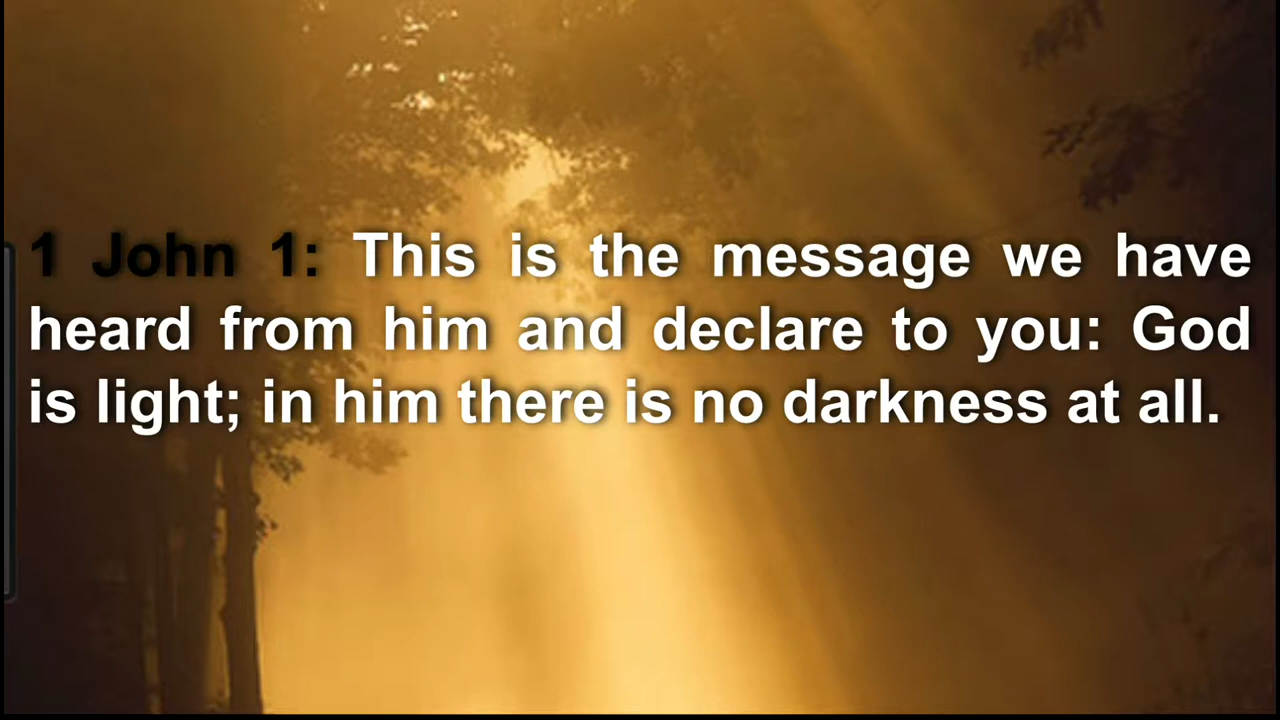 1 John 1: This is the message we have
heard from him and declare to you: God
is light; in him there is no darkness at all.